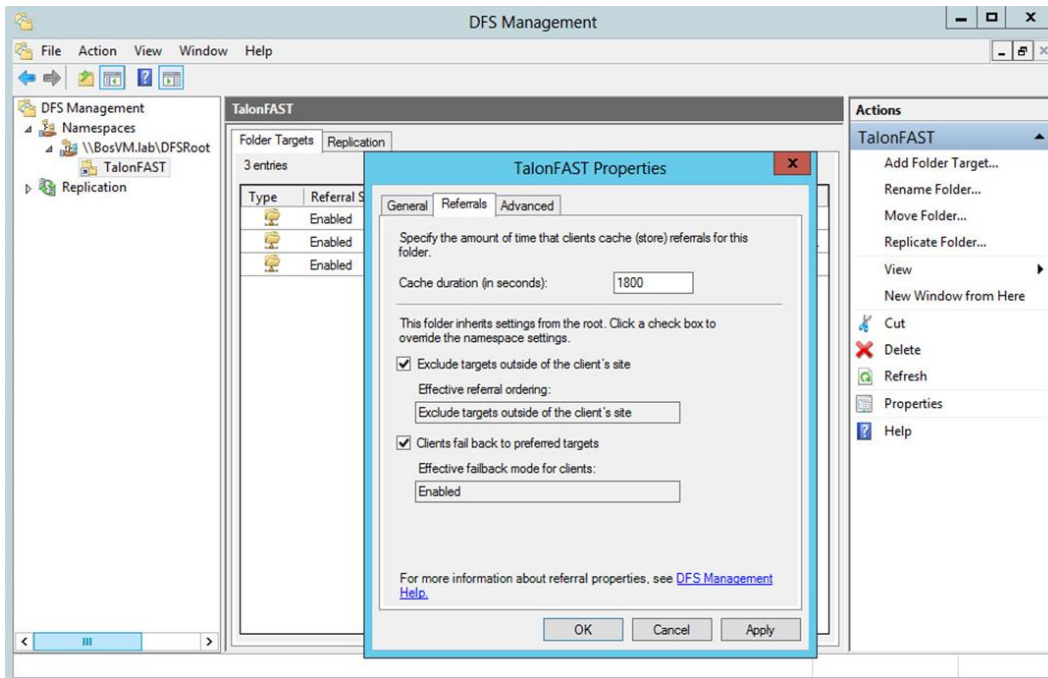 DFS Management
File Action View Window Help
DFS Management
Namespaces
\\BosVM.lab\DFSRoot
TalonFAST
Replication
TalonFAST
Folder Targets Replication
3 entries
Type Referral S
Enabled
Enabled
Enabled
TalonFAST Properties
x
General Referrals Advanced
Specify the amount of time that clients cache (store) referrals for this
folder.
Cache duration (in seconds): 1800
This folder inherits settings from the root. Click a check box to
override the namespace settings.
Exclude targets outside of the client's site
Effective referral ordering:
Exclude targets outside of the client's site
Clients fail back to preferred targets
Effective failback mode for clients:
Enabled
For more information about referral properties, see DFS Management
Help.
OK Cancel Apply
Actions
TalonFAST
Add Folder Target...
Rename Folder...
Move Folder...
Replicate Folder...
View
New Window from Here
Cut
Delete
Refresh
Properties
Help